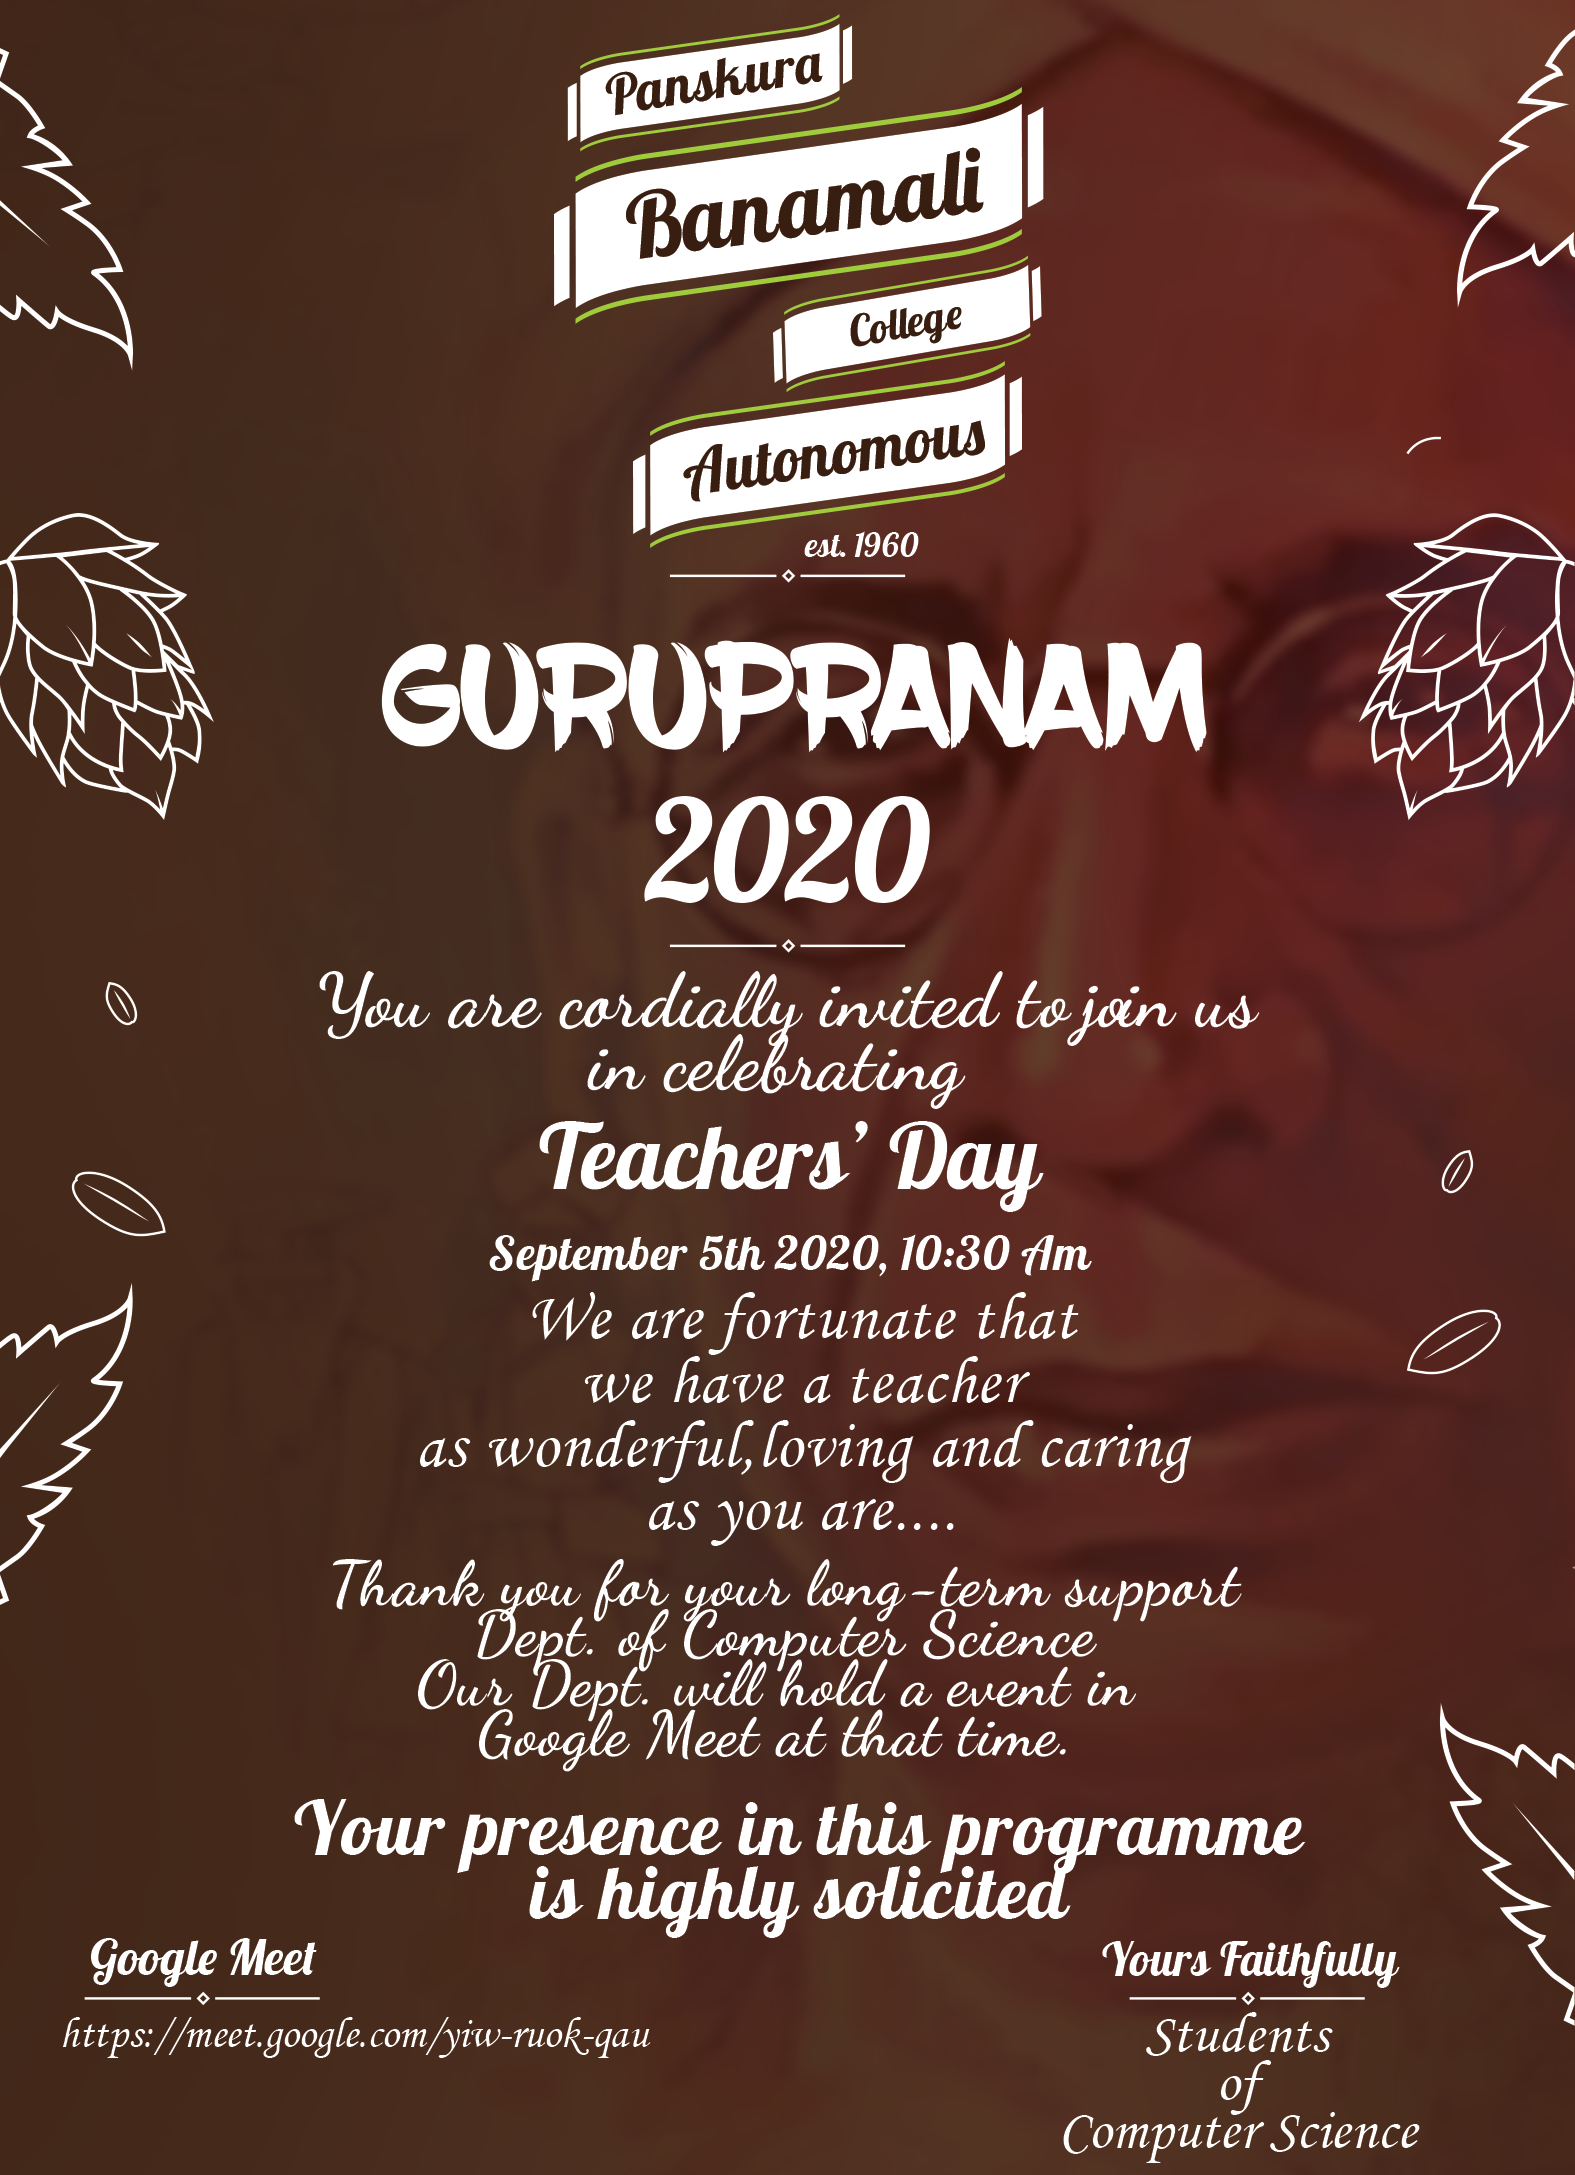 Panskura
Banamali
College
Autonomous
est. 1960
GURUPRANAM
2020
You are cordially invited to join us
in celebrating
Teachers’ Day
September 5th 2020, 10:30 Am
We are fortunate that
we have a teacher
as wonderful,loving and caring
as you are....
Thank you for your long-term support
Dept. of Computer Science
Our Dept. will hold a event in
Google Meet at that time.
Your presence in this programme
is highly solicited
Google Meet
https://meet.google.com/yiw-ruok-qau
Yours Faithfully
Students
of
Computer Science